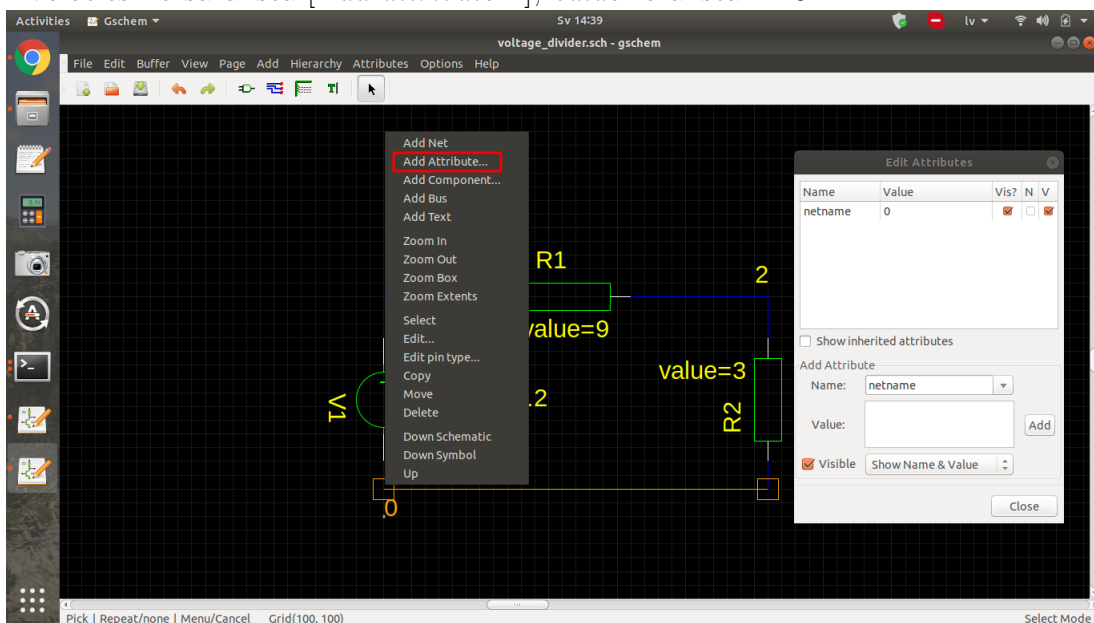 Activities Gschem Sv 14:39 lv
voltage_divider.sch - gschem
File Edit Buffer View Page Add Hierarchy Attributes Options Help
Add Net
Add Attribute...
Add Component...
Add Bus
Add Text
Zoom In
Zoom Out
Zoom Box
Zoom Extents
Select
Edit...
Edit pin type...
Copy
Move
Delete
Down Schematic
Down Symbol
Up
R1
2
value=9
value=3
V1
.2
R2
0
Edit Attributes
Name Value Vis? N V
netname 0
Show inherited attributes
Add Attribute
Name: netname
Value:
Add
Visible Show Name & Value
Close
Pick | Repeat/none | Menu/Cancel Grid(100, 100) Select Mode